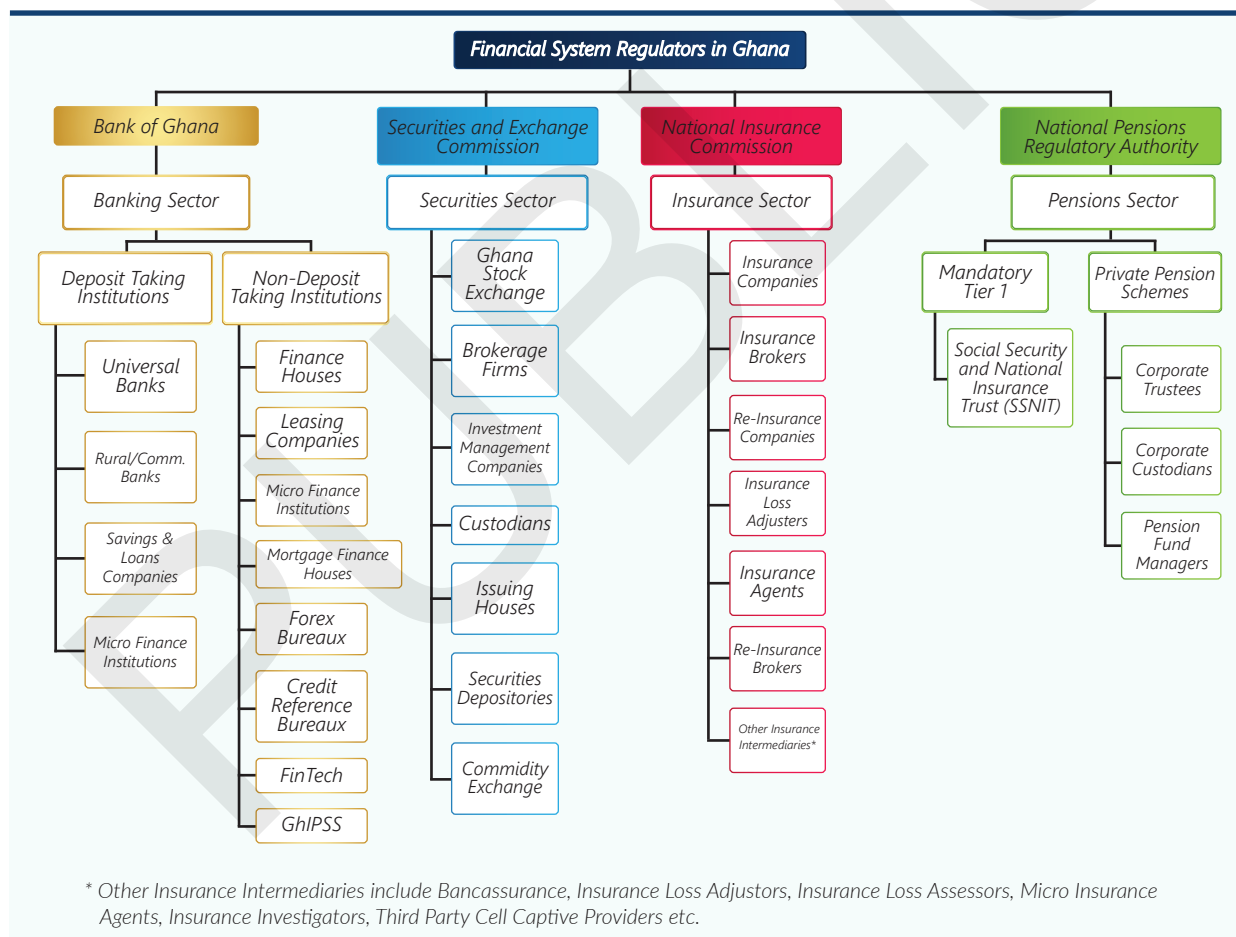 Financial System Regulators in Ghana
Bank of Ghana
Banking Sector
Deposit Taking
Institutions
Universal
Banks
Rural/Comm.
Banks
Savings &
Loans
Companies
Micro Finance
Institutions
Non-Deposit
Taking Institutions
Finance
Houses
Leasing
Companies
Micro Finance
Institutions
Mortgage Finance
Houses
Forex
Bureaux
Credit
Reference
Bureaux
FinTech
GhIPSS
Securities and Exchange
Commission
Securities Sector
Ghana
Stock
Exchange
Brokerage
Firms
Investment
Management
Companies
Custodians
Issuing
Houses
Securities
Depositories
Commidity
Exchange
National Insurance
Commission
Insurance Sector
Insurance
Companies
Insurance
Brokers
Re-Insurance
Companies
Insurance
Loss
Adjusters
Insurance
Agents
Re-Insurance
Brokers
Other Insurance
Intermediaries*
National Pensions
Regulatory Authority
Pensions Sector
Mandatory
Tier 1
Social Security
and National
Insurance
Trust (SSNIT)
Private Pension
Schemes
Corporate
Trustees
Corporate
Custodians
Pension
Fund
Managers
* Other Insurance Intermediaries include Bancassurance, Insurance Loss Adjustors, Insurance Loss Assessors, Micro Insurance
Agents, Insurance Investigators, Third Party Cell Captive Providers etc.
PUBLIC